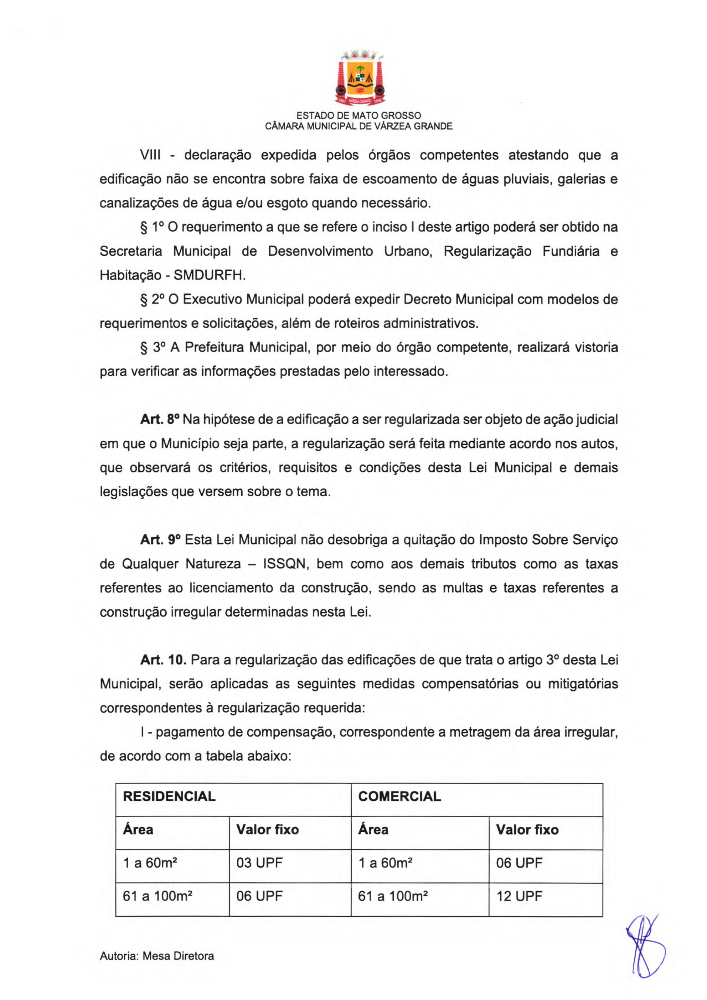 1867 VÁRZEA GRANDE 1948
ESTADO DE MATO GROSSO
CÂMARA MUNICIPAL DE VÁRZEA GRANDE
VIII - declaração expedida pelos órgãos competentes atestando que a
edificação não se encontra sobre faixa de escoamento de águas pluviais, galerias e
canalizações de água e/ou esgoto quando necessário.
§ 1º O requerimento a que se refere o inciso I deste artigo poderá ser obtido na
Secretaria Municipal de Desenvolvimento Urbano, Regularização Fundiária e
Habitação - SMDURFH.
§ 2º O Executivo Municipal poderá expedir Decreto Municipal com modelos de
requerimentos e solicitações, além de roteiros administrativos.
§ 3º A Prefeitura Municipal, por meio do órgão competente, realizará vistoria
para verificar as informações prestadas pelo interessado.
Art. 8º Na hipótese de a edificação a ser regularizada ser objeto de ação judicial
em que o Município seja parte, a regularização será feita mediante acordo nos autos,
que observará os critérios, requisitos e condições desta Lei Municipal e demais
legislações que versem sobre o tema.
Art. 9º Esta Lei Municipal não desobriga a quitação do Imposto Sobre Serviço
de Qualquer Natureza – ISSQN, bem como aos demais tributos como as taxas
referentes ao licenciamento da construção, sendo as multas e taxas referentes a
construção irregular determinadas nesta Lei.
Art. 10. Para a regularização das edificações de que trata o artigo 3º desta Lei
Municipal, serão aplicadas as seguintes medidas compensatórias ou mitigatórias
correspondentes à regularização requerida:
I - pagamento de compensação, correspondente a metragem da área irregular,
de acordo com a tabela abaixo:
RESIDENCIAL COMERCIAL
Área Valor fixo Área Valor fixo
1 a 60m² 03 UPF 1 a 60m² 06 UPF
61 a 100m² 06 UPF 61 a 100m² 12 UPF
Autoria: Mesa Diretora